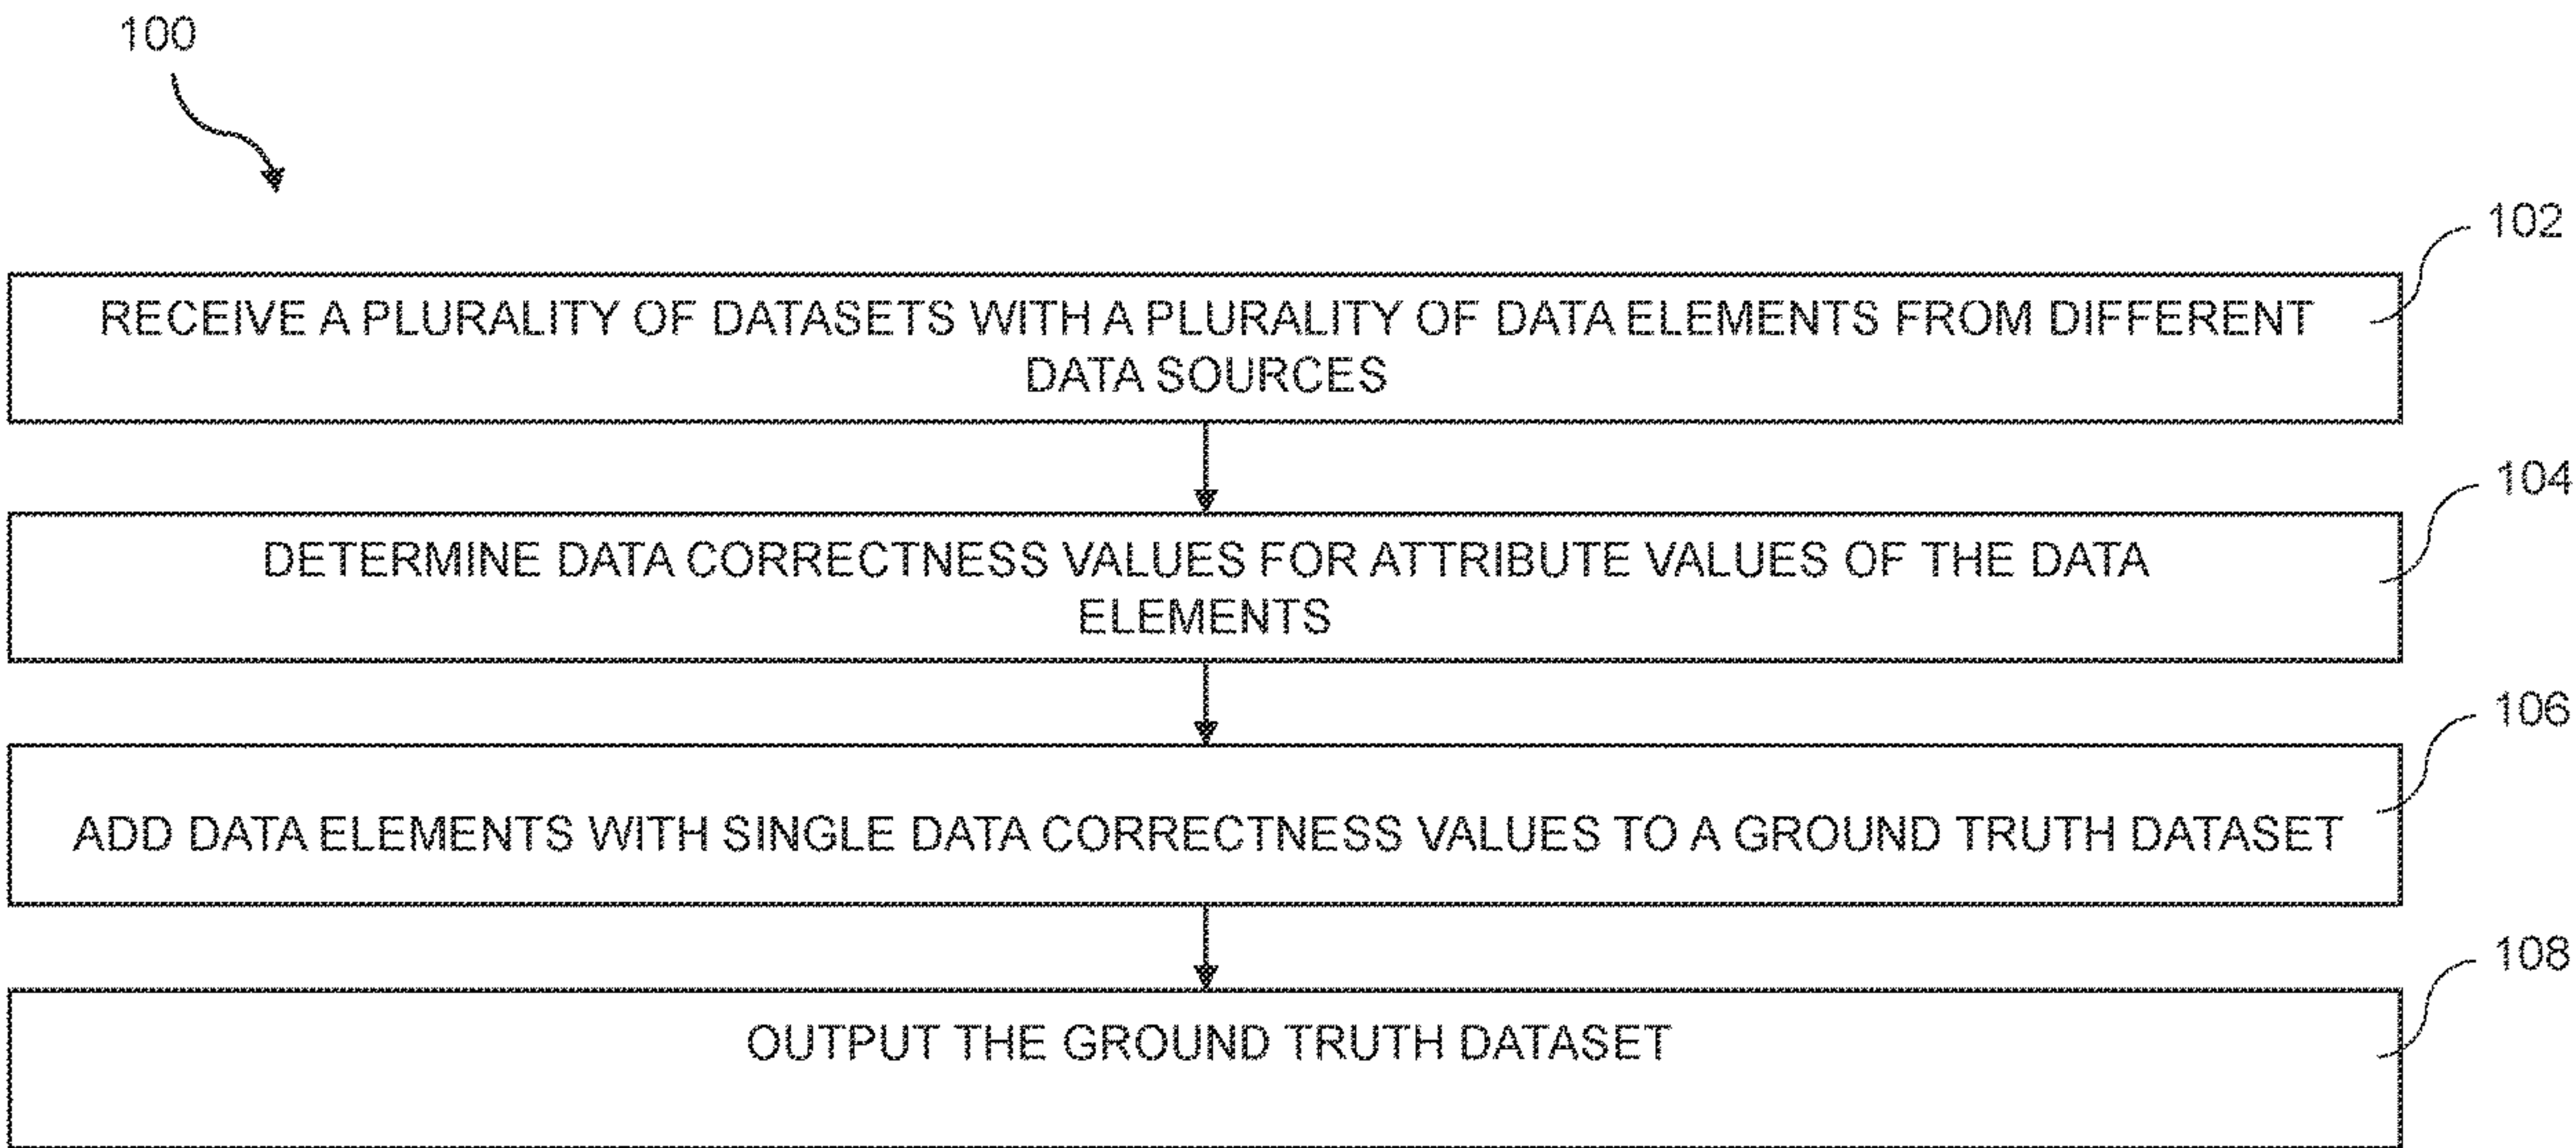 100
102
RECEIVE A PLURALITY OF DATASETS WITH A PLURALITY OF DATA ELEMENTS FROM DIFFERENT
DATA SOURCES
104
DETERMINE DATA CORRECTNESS VALUES FOR ATTRIBUTE VALUES OF THE DATA
ELEMENTS
106
ADD DATA ELEMENTS WITH SINGLE DATA CORRECTNESS VALUES TO A GROUND TRUTH DATASET
108
OUTPUT THE GROUND TRUTH DATASET